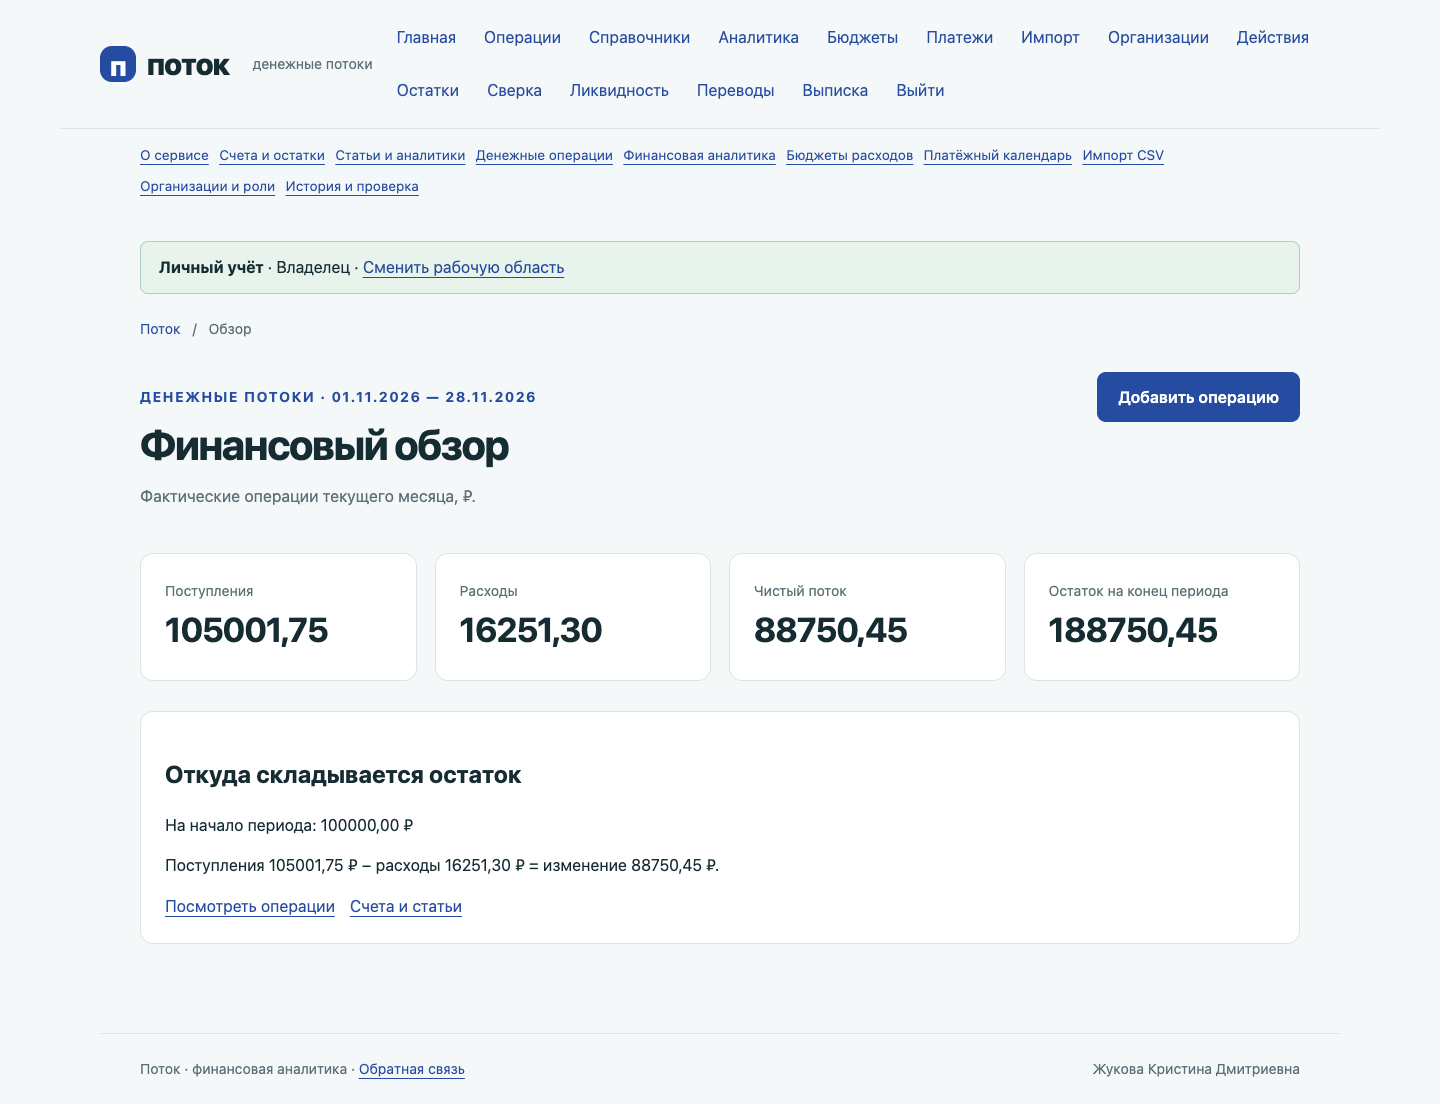 п поток денежные потоки
Главная Операции Справочники Аналитика Бюджеты Платежи Импорт Организации Действия
Остатки Сверка Ликвидность Переводы Выписка Выйти
О сервисе Счета и остатки Статьи и аналитики Денежные операции Финансовая аналитика Бюджеты расходов Платёжный календарь Импорт CSV
Организации и роли История и проверка
Личный учёт · Владелец · Сменить рабочую область
Поток / Обзор
ДЕНЕЖНЫЕ ПОТОКИ · 01.11.2026 — 28.11.2026
Добавить операцию
Финансовый обзор
Фактические операции текущего месяца, ₽.
Поступления
105001,75
Расходы
16251,30
Чистый поток
88750,45
Остаток на конец периода
188750,45
Откуда складывается остаток
На начало периода: 100000,00 ₽
Поступления 105001,75 ₽ − расходы 16251,30 ₽ = изменение 88750,45 ₽.
Посмотреть операции Счета и статьи
Поток · финансовая аналитика · Обратная связь
Жукова Кристина Дмитриевна